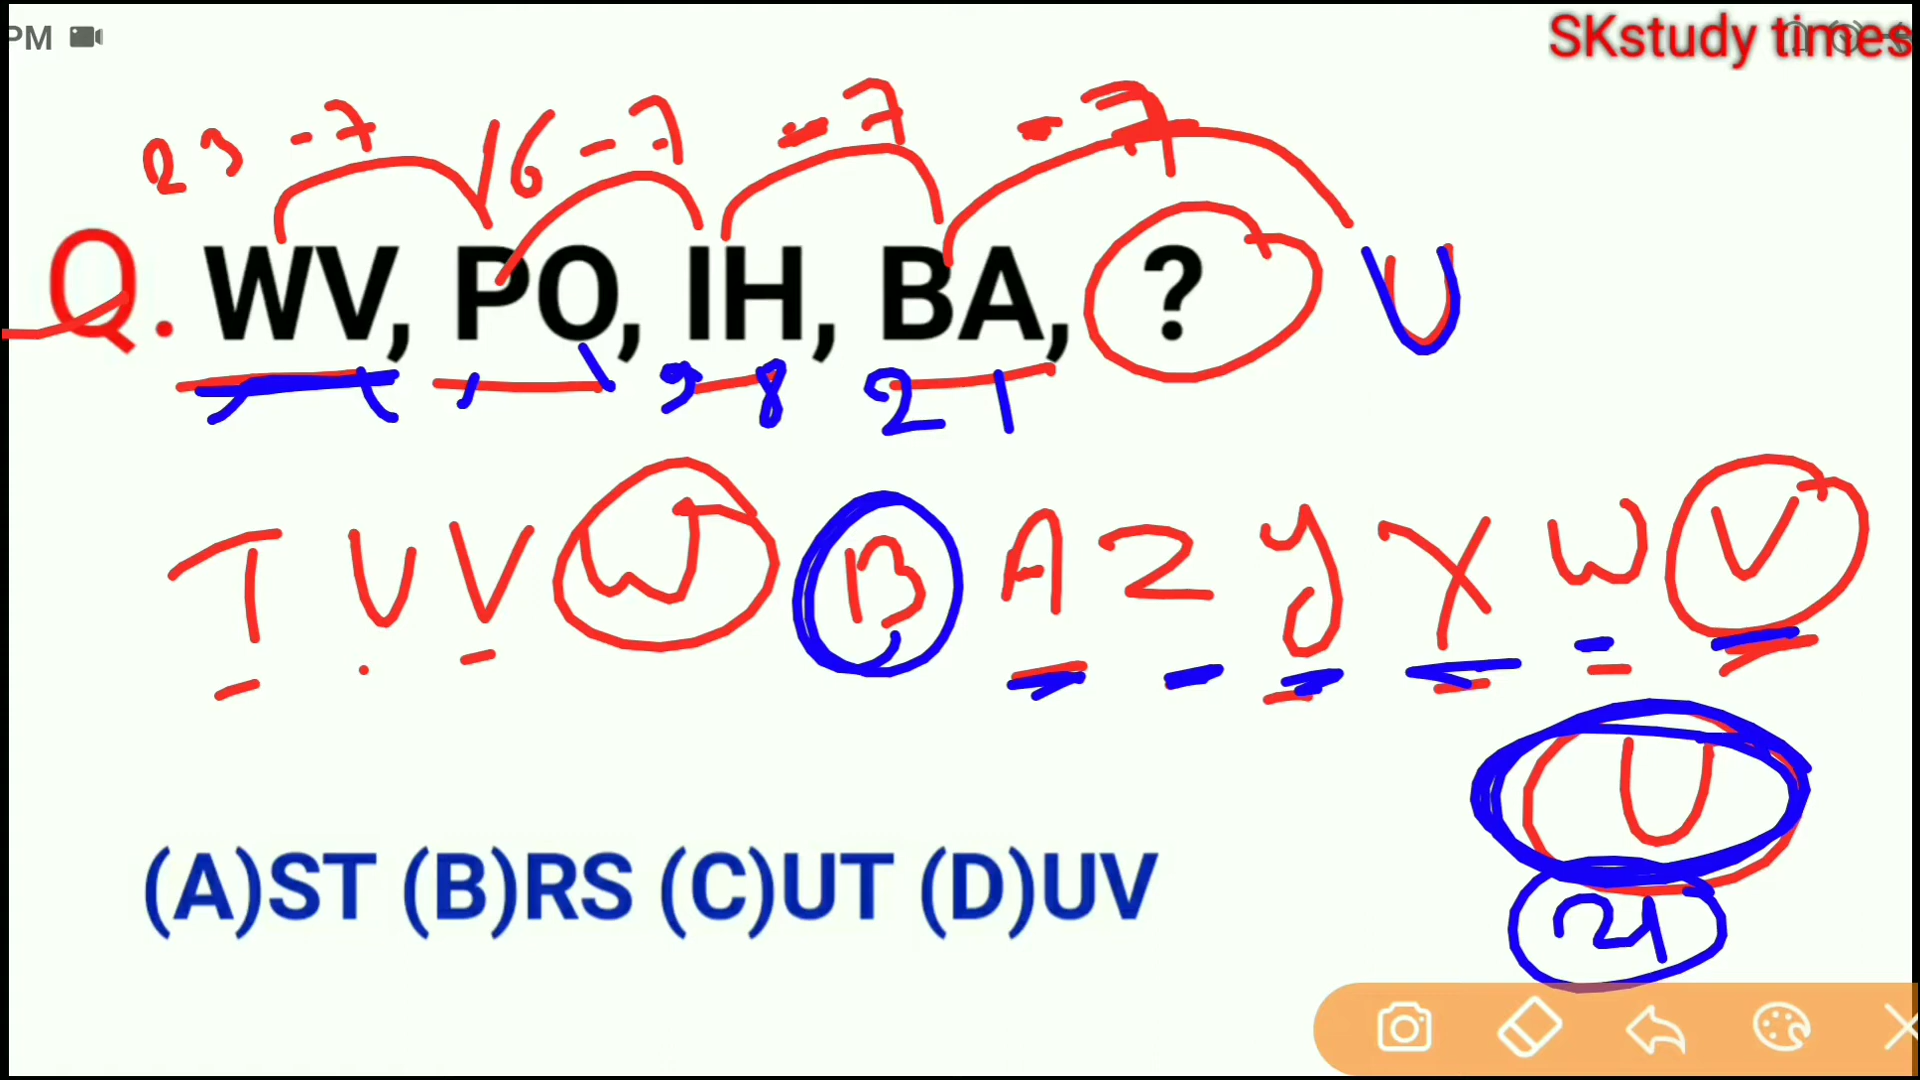 PM
SKstudy times
23 -7 16 -7 -7 -7
Q. WV, PO, IH, BA, ? U
9 8 2 1
T U V W B A Z Y X W V
U
(A)ST (B)RS (C)UT (D)UV
21